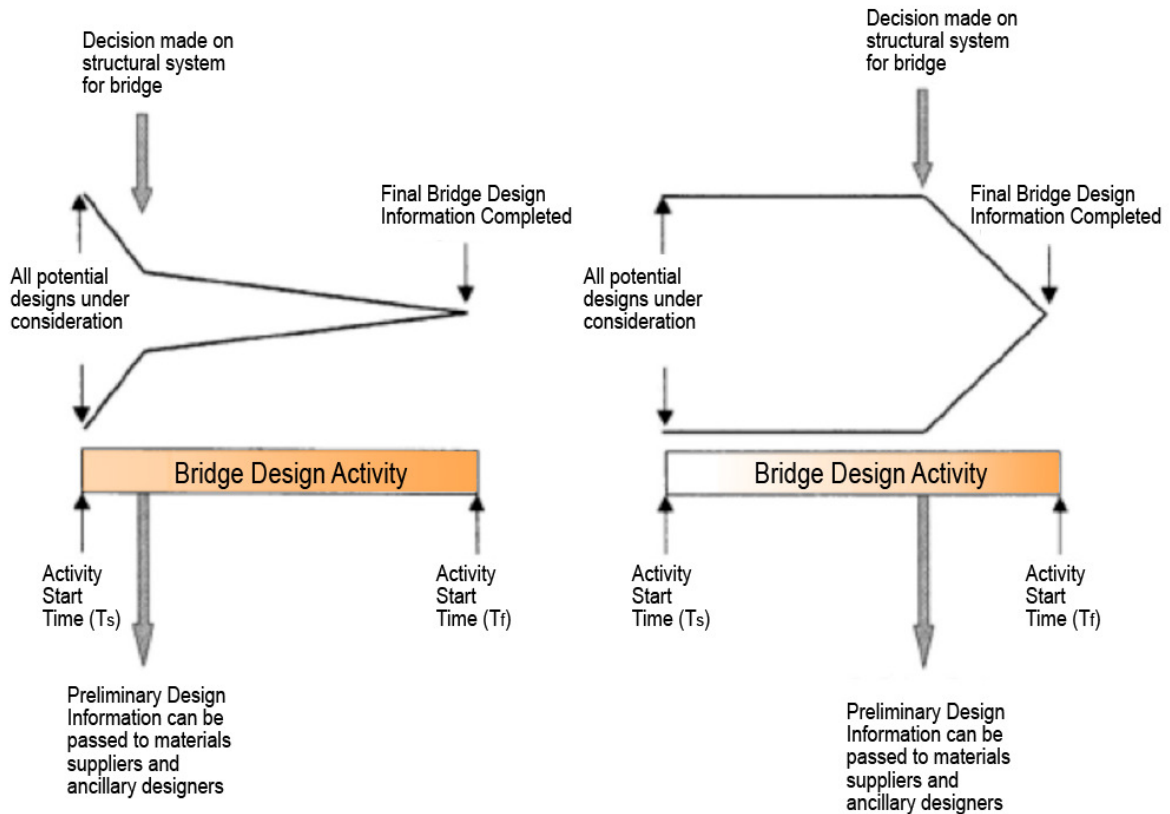 Decision made on
structural system
for bridge
Final Bridge Design
Information Completed
All potential
designs under
consideration
Bridge Design Activity
Activity
Start
Time (Ts)
Activity
Start
Time (Tf)
Preliminary Design
Information can be
passed to materials
suppliers and
ancillary designers
Decision made on
structural system
for bridge
Final Bridge Design
Information Completed
All potential
designs under
consideration
Bridge Design Activity
Activity
Start
Time (Ts)
Activity
Start
Time (Tf)
Preliminary Design
Information can be
passed to materials
suppliers and
ancillary designers